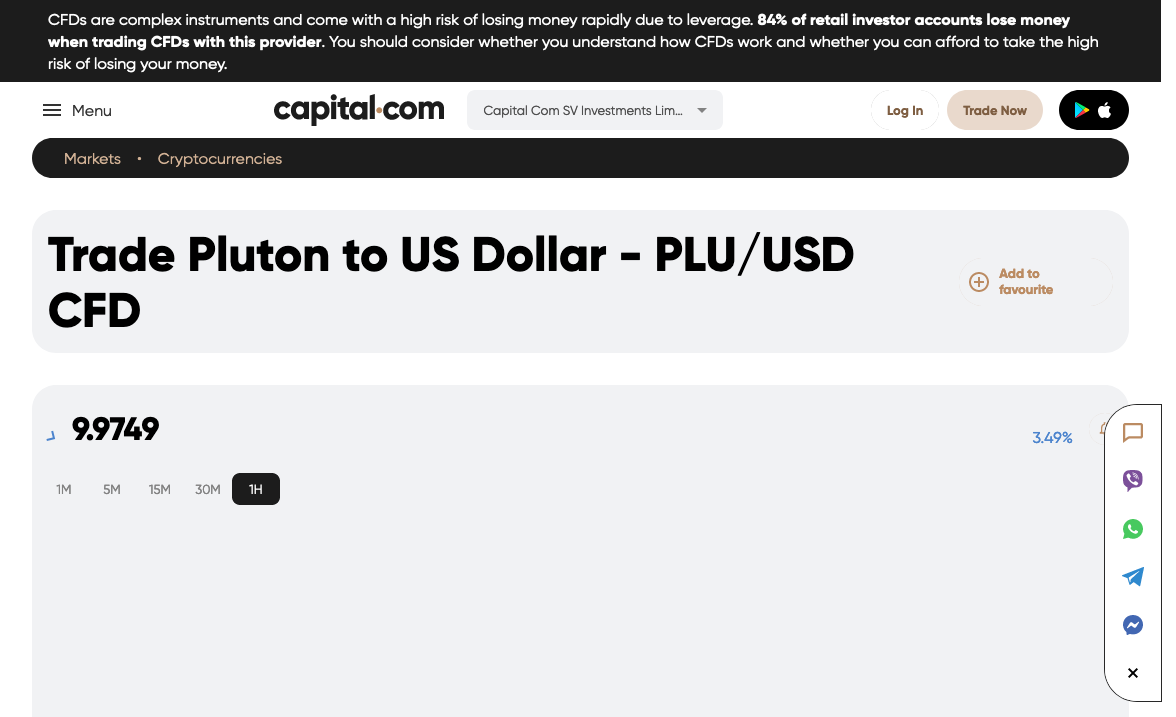 CFDs are complex instruments and come with a high risk of losing money rapidly due to leverage. 84% of retail investor accounts lose money
when trading CFDs with this provider. You should consider whether you understand how CFDs work and whether you can afford to take the high
risk of losing your money.
Menu
capital.com
Capital Com SV Investments Lim...
Log In
Trade Now
Markets • Cryptocurrencies
Trade Pluton to US Dollar - PLU/USD
CFD
Add to
favourite
9.9749
3.49%
1M 5M 15M 30M 1H